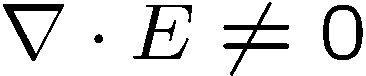 ∇ · E ≠ 0